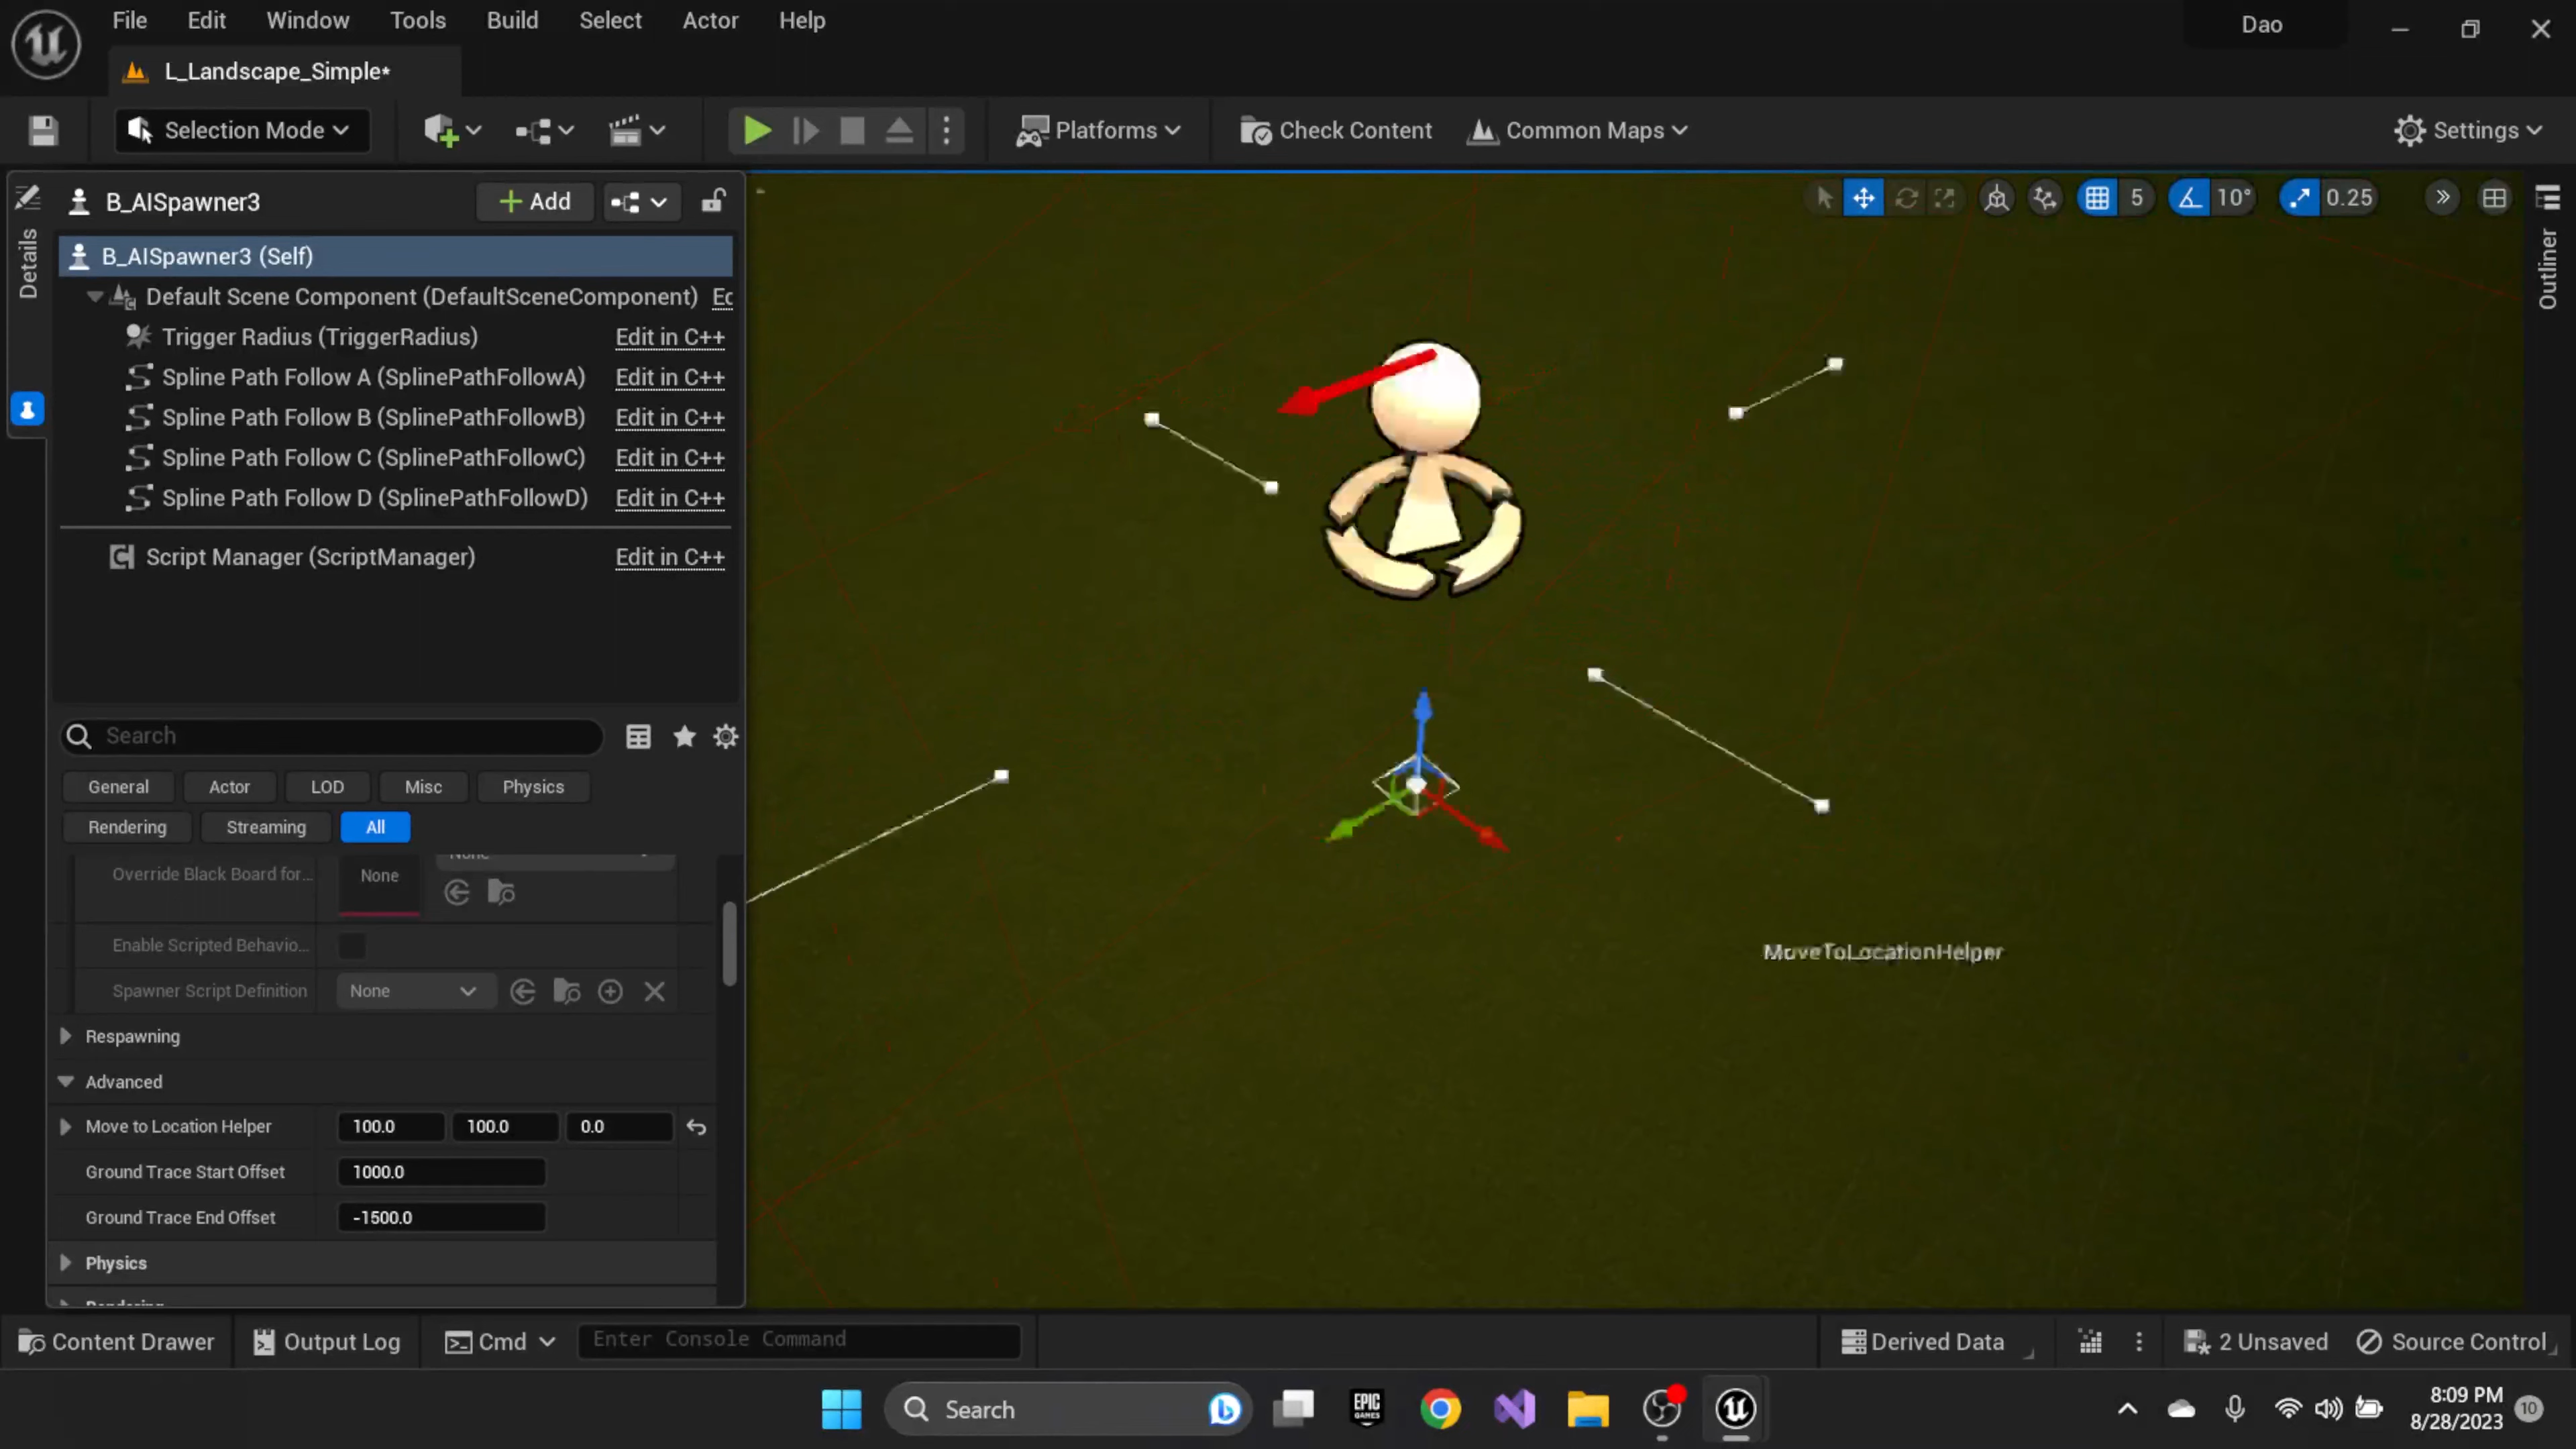 File Edit Window Tools Build Select Actor Help
Dao
L_Landscape_Simple*
Selection Mode
Platforms
Check Content
Common Maps
Settings
B_AISpawner3
Add
5
10°
0.25
Details
Outliner
B_AISpawner3 (Self)
Default Scene Component (DefaultSceneComponent)
Trigger Radius (TriggerRadius) Edit in C++
Spline Path Follow A (SplinePathFollowA) Edit in C++
Spline Path Follow B (SplinePathFollowB) Edit in C++
Spline Path Follow C (SplinePathFollowC) Edit in C++
Spline Path Follow D (SplinePathFollowD) Edit in C++
Script Manager (ScriptManager) Edit in C++
Search
General Actor LOD Misc Physics
Rendering Streaming All
Override Black Board for... None
Enable Scripted Behavio...
Spawner Script Definition None
Respawning
Advanced
Move to Location Helper 100.0 100.0 0.0
Ground Trace Start Offset 1000.0
Ground Trace End Offset -1500.0
Physics
MoveToLocationHelper
Content Drawer Output Log Cmd Enter Console Command Derived Data 2 Unsaved Source Control
Search
EPIC GAMES
8:09 PM
8/28/2023
10